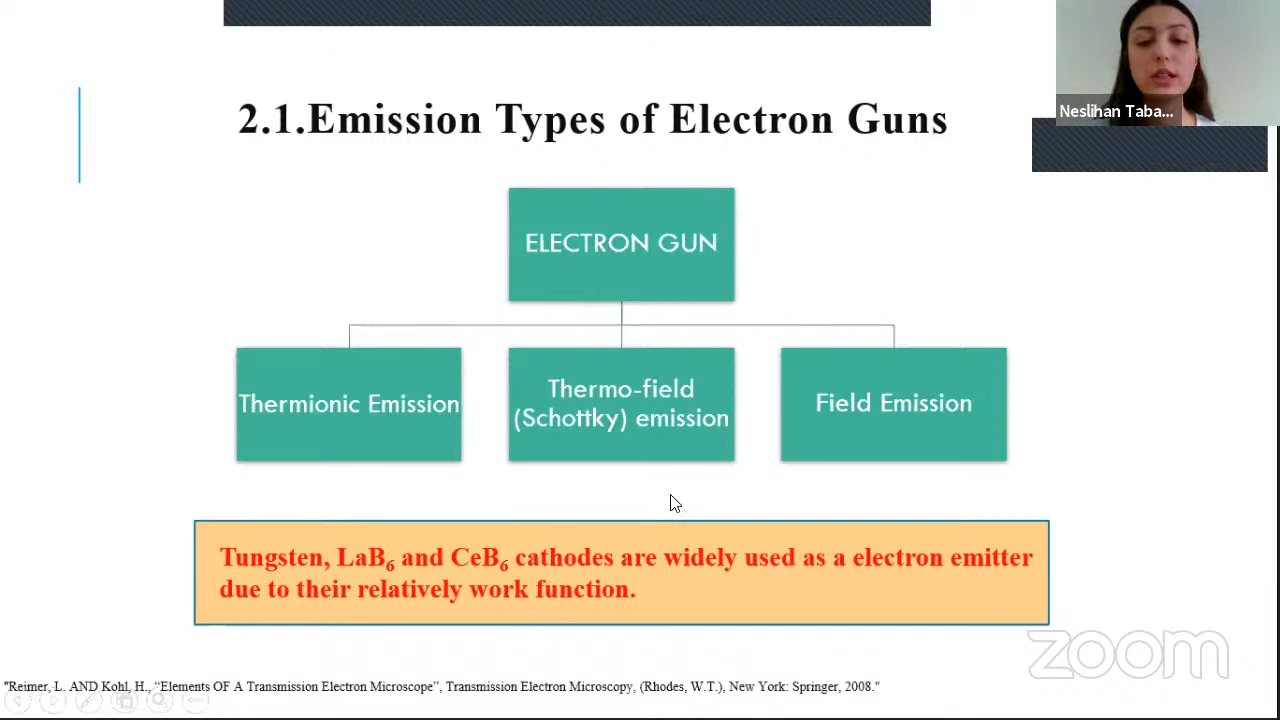 2.1.Emission Types of Electron Guns
Neslihan Taba...
ELECTRON GUN
Thermionic Emission
Thermo-field
(Schottky) emission
Field Emission
Tungsten, LaB₆ and CeB₆ cathodes are widely used as a electron emitter
due to their relatively work function.
zoom
"Reimer, L. AND Kohl, H., “Elements OF A Transmission Electron Microscope”, Transmission Electron Microscopy, (Rhodes, W.T.), New York: Springer, 2008."